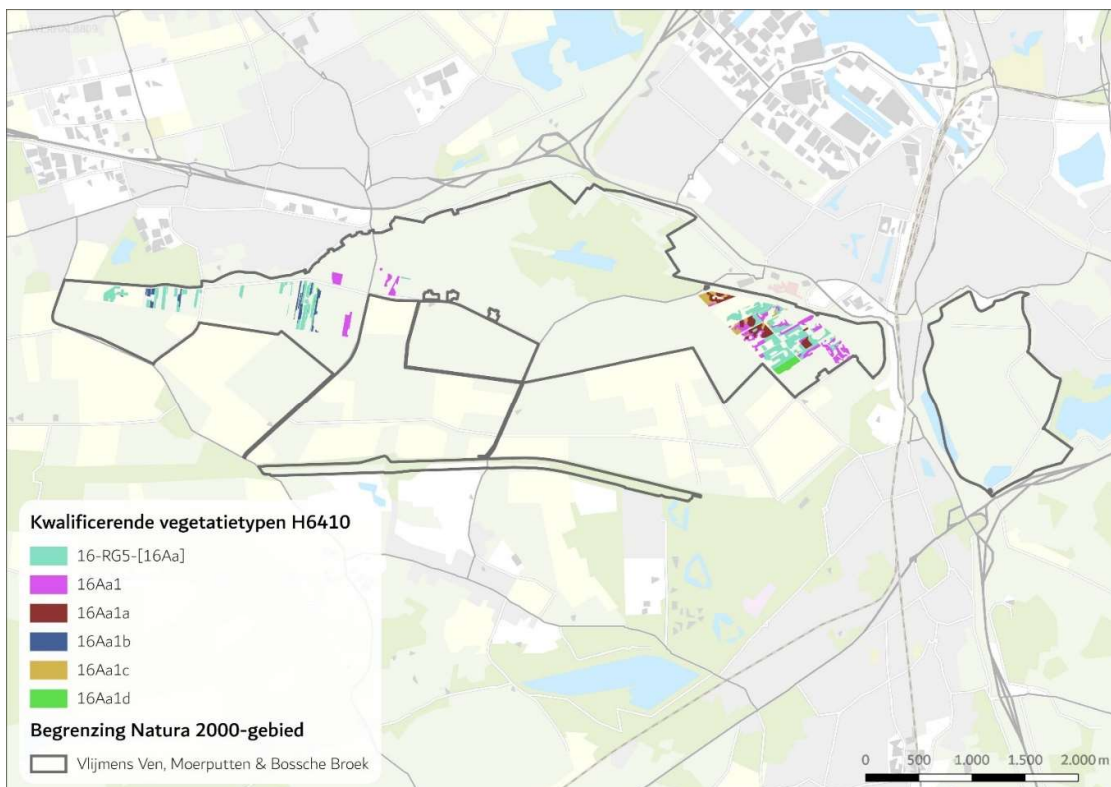 Kwalificerende vegetatietypen H6410
16-RG5-[16Aa]
16Aa1
16Aa1a
16Aa1b
16Aa1c
16Aa1d
Begrenzing Natura 2000-gebied
Vlijmens Ven, Moerputten & Bossche Broek
0 500 1.000 1.500 2.000 m